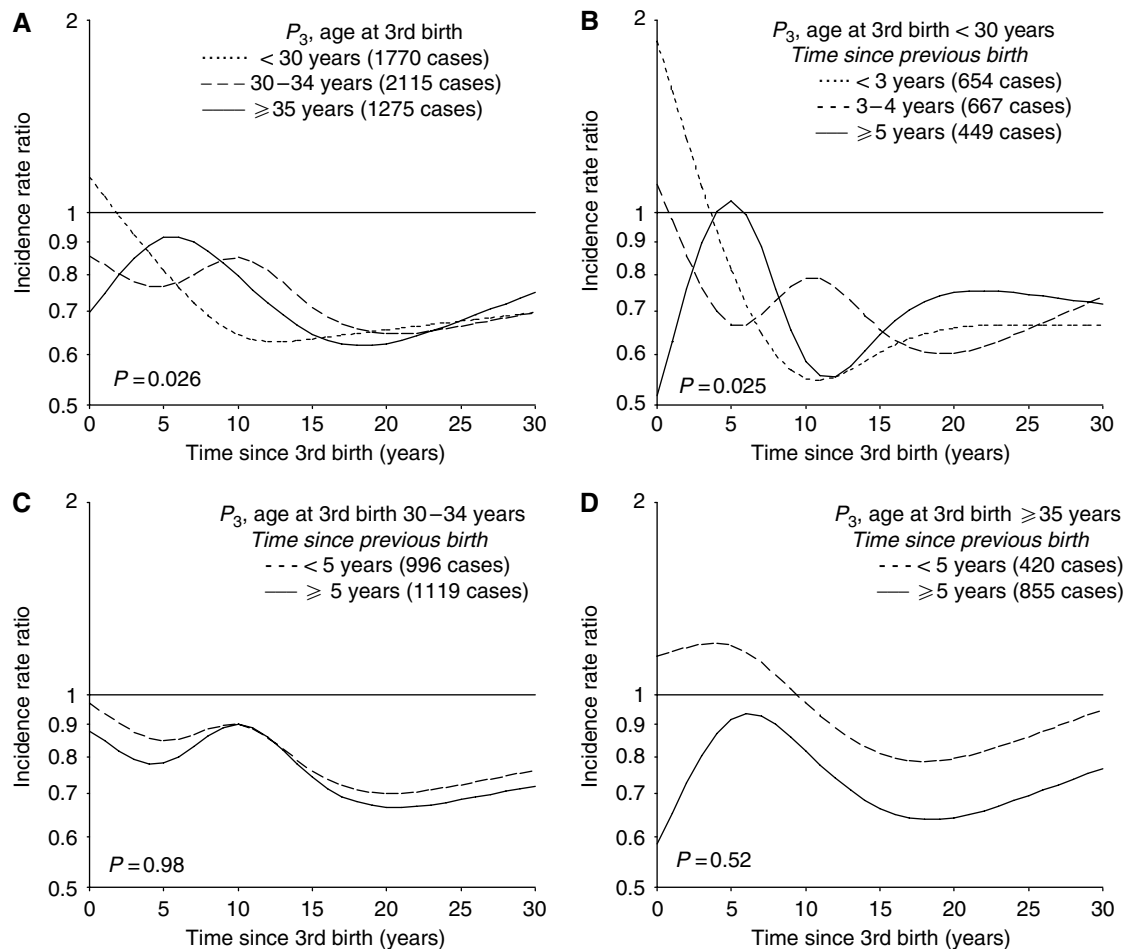 A
P3, age at 3rd birth
< 30 years (1770 cases)
30–34 years (2115 cases)
⩾35 years (1275 cases)
Incidence rate ratio
2
1
0.9
0.8
0.7
0.6
0.5
P = 0.026
0 5 10 15 20 25 30
Time since 3rd birth (years)
B
P3, age at 3rd birth < 30 years
Time since previous birth
< 3 years (654 cases)
3–4 years (667 cases)
⩾5 years (449 cases)
Incidence rate ratio
2
1
0.9
0.8
0.7
0.6
0.5
P = 0.025
0 5 10 15 20 25 30
Time since 3rd birth (years)
C
P3, age at 3rd birth 30–34 years
Time since previous birth
< 5 years (996 cases)
⩾ 5 years (1119 cases)
Incidence rate ratio
2
1
0.9
0.8
0.7
0.6
0.5
P = 0.98
0 5 10 15 20 25 30
Time since 3rd birth (years)
D
P3, age at 3rd birth ⩾35 years
Time since previous birth
< 5 years (420 cases)
⩾5 years (855 cases)
Incidence rate ratio
2
1
0.9
0.8
0.7
0.6
0.5
P = 0.52
0 5 10 15 20 25 30
Time since 3rd birth (years)